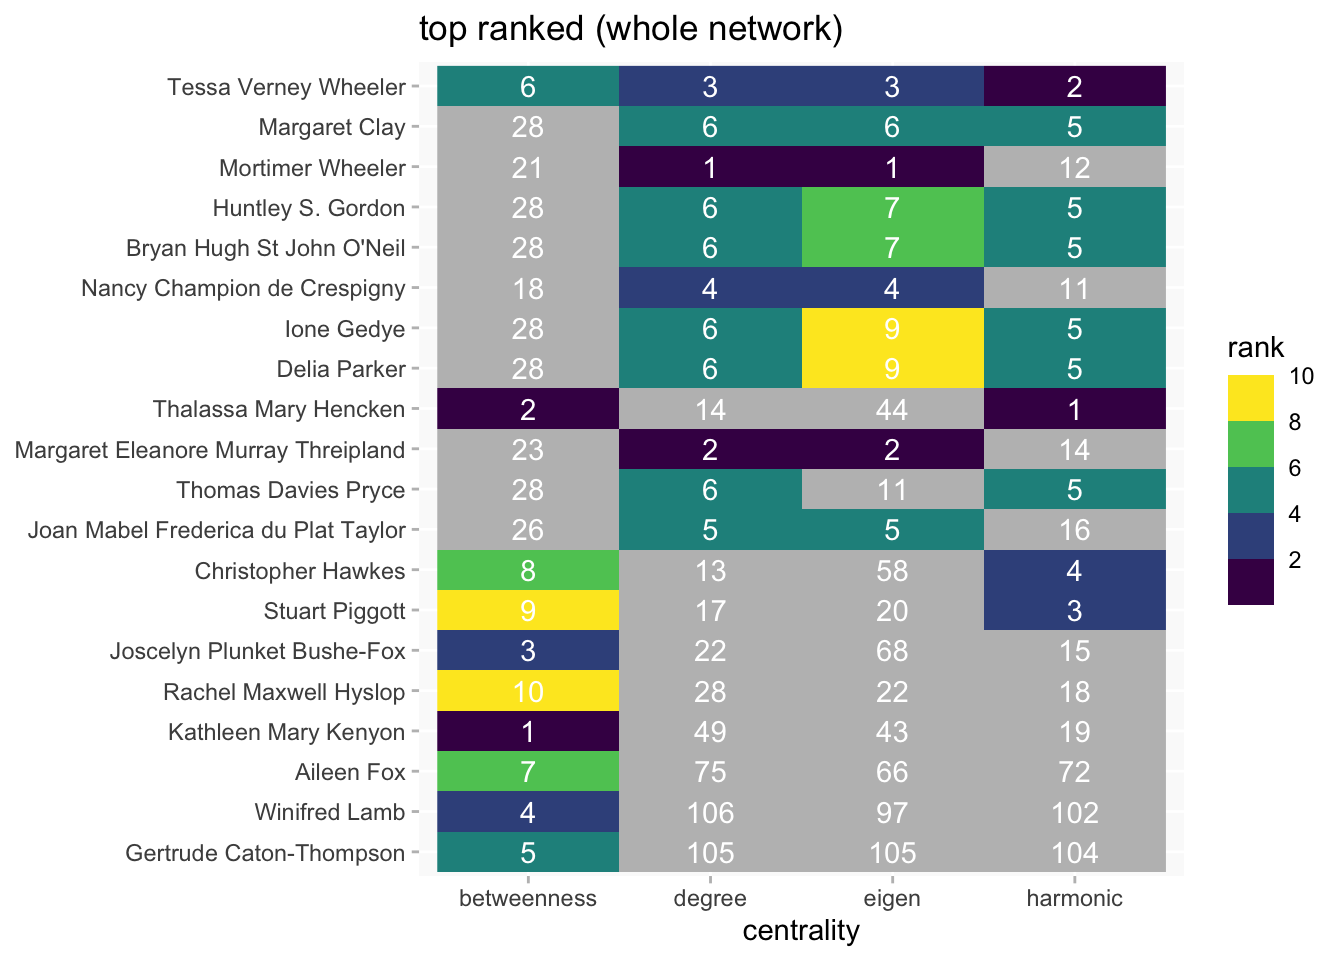 top ranked (whole network)
Tessa Verney Wheeler 6 3 3 2
Margaret Clay 28 6 6 5
Mortimer Wheeler 21 1 1 12
Huntley S. Gordon 28 6 7 5
Bryan Hugh St John O'Neil 28 6 7 5
Nancy Champion de Crespigny 18 4 4 11
Ione Gedye 28 6 9 5
Delia Parker 28 6 9 5
Thalassa Mary Hencken 2 14 44 1
Margaret Eleanore Murray Threipland 23 2 2 14
Thomas Davies Pryce 28 6 11 5
Joan Mabel Frederica du Plat Taylor 26 5 5 16
Christopher Hawkes 8 13 58 4
Stuart Piggott 9 17 20 3
Joscelyn Plunket Bushe-Fox 3 22 68 15
Rachel Maxwell Hyslop 10 28 22 18
Kathleen Mary Kenyon 1 49 43 19
Aileen Fox 7 75 66 72
Winifred Lamb 4 106 97 102
Gertrude Caton-Thompson 5 105 105 104
betweenness degree eigen harmonic
centrality
rank
10
8
6
4
2